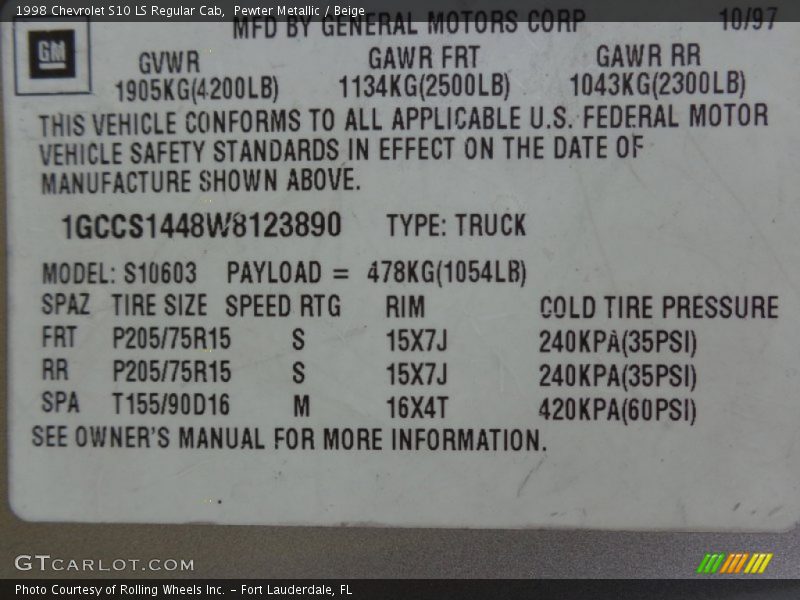 1998 Chevrolet S10 LS Regular Cab, Pewter Metallic / Beige
MFD BY GENERAL MOTORS CORP 10/97
GM
GVWR GAWR FRT GAWR RR
1905KG(4200LB) 1134KG(2500LB) 1043KG(2300LB)
THIS VEHICLE CONFORMS TO ALL APPLICABLE U.S. FEDERAL MOTOR
VEHICLE SAFETY STANDARDS IN EFFECT ON THE DATE OF
MANUFACTURE SHOWN ABOVE.
1GCCS1448W8123890 TYPE: TRUCK
MODEL: S10603 PAYLOAD = 478KG(1054LB)
SPAZ TIRE SIZE SPEED RTG RIM COLD TIRE PRESSURE
FRT P205/75R15 S 15X7J 240KPA(35PSI)
RR P205/75R15 S 15X7J 240KPA(35PSI)
SPA T155/90D16 M 16X4T 420KPA(60PSI)
SEE OWNER'S MANUAL FOR MORE INFORMATION.
GTCARLOT.COM
Photo Courtesy of Rolling Wheels Inc. – Fort Lauderdale, FL